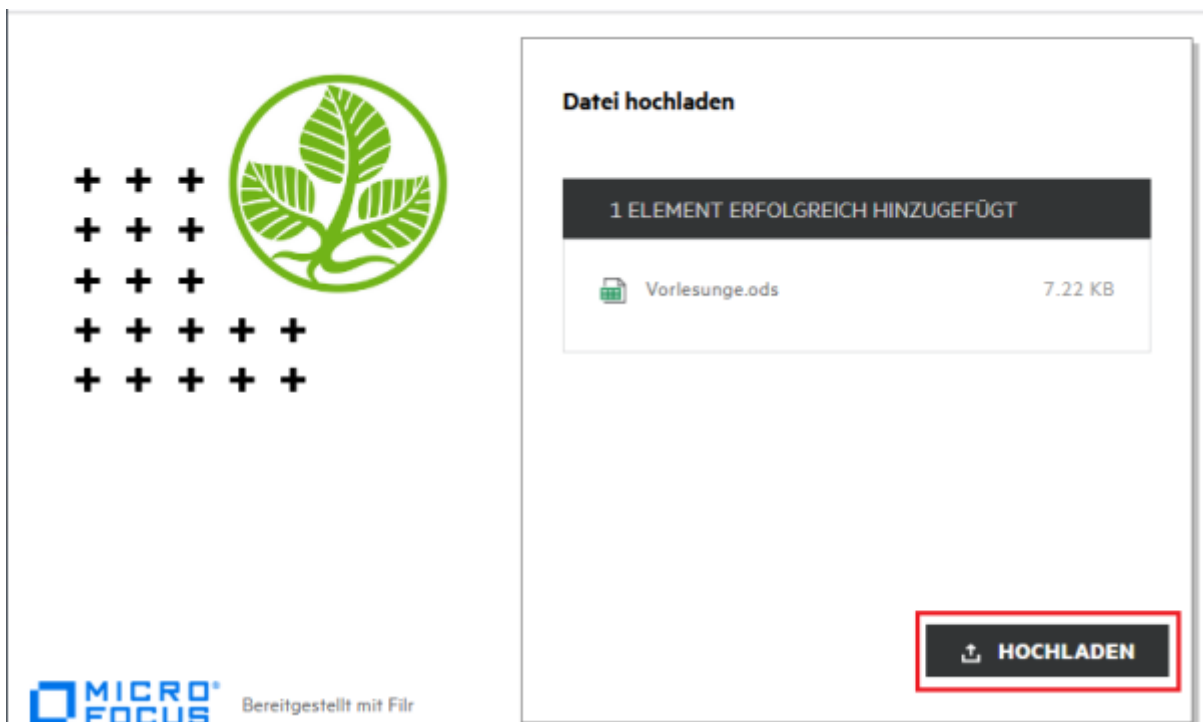 Datei hochladen
1 ELEMENT ERFOLGREICH HINZUGEFÜGT
Vorlesunge.ods 7.22 KB
HOCHLADEN
MICRO
FOCUS
Bereitgestellt mit Filr